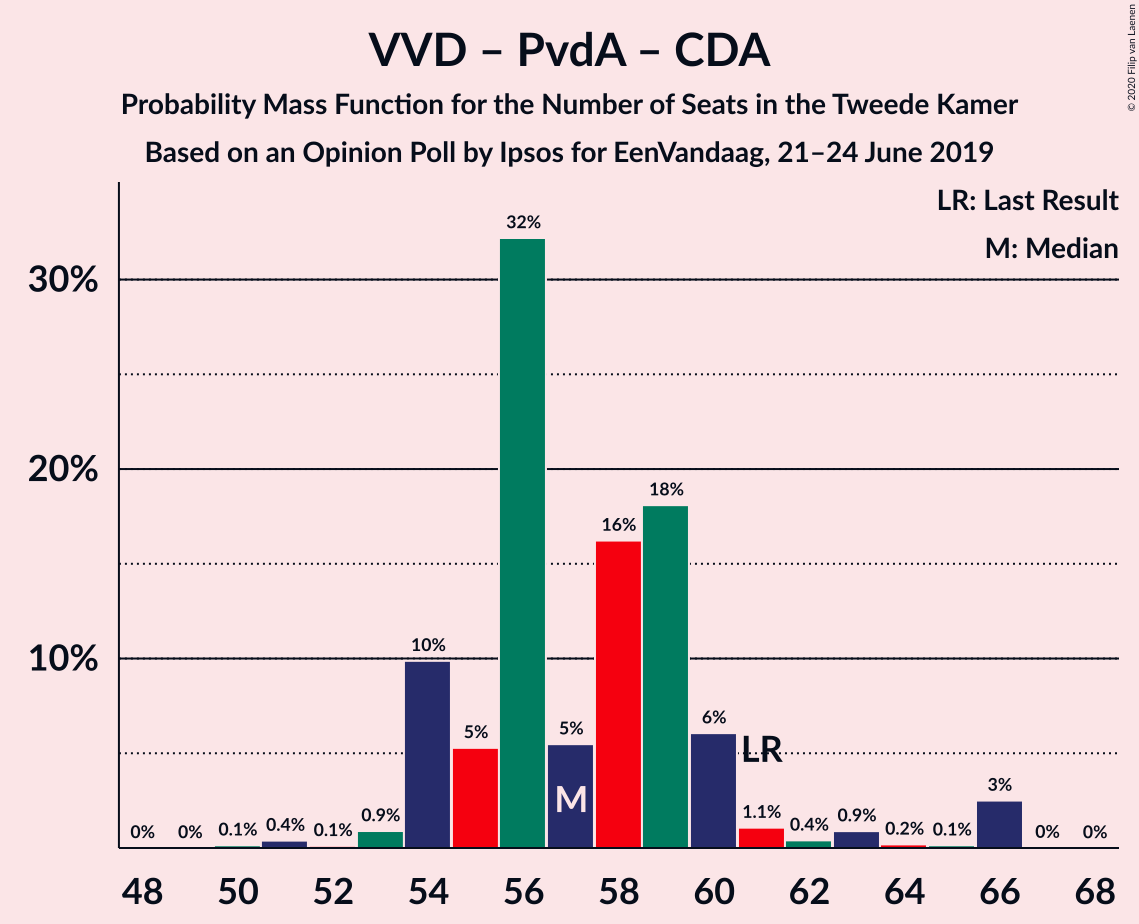 VVD – PvdA – CDA
Probability Mass Function for the Number of Seats in the Tweede Kamer
Based on an Opinion Poll by Ipsos for EenVandaag, 21–24 June 2019
© 2020 Filip van Laenen
LR: Last Result
M: Median
30%
20%
10%
0%
0%
0.1%
0.4%
0.1%
0.9%
10%
5%
32%
5%
16%
18%
6%
1.1%
0.4%
0.9%
0.2%
0.1%
3%
0%
0%
M
LR
48 50 52 54 56 58 60 62 64 66 68